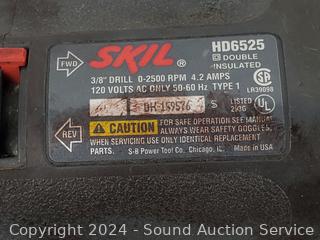 FWD
SKIL®
HD6525
DOUBLE
INSULATED
3/8" DRILL 0-2500 RPM 4.2 AMPS
120 VOLTS AC ONLY 50-60 Hz TYPE 1
LR39098
S
LISTED
REV
CAUTION
FOR SAFE OPERATION SEE MANUAL
ALWAYS WEAR SAFETY GOGGLES.
WHEN SERVICING USE ONLY IDENTICAL REPLACEMENT
PARTS.
S-B Power Tool Co. Chicago, IL
Made in USA
Copyright 2024 - Sound Auction Service